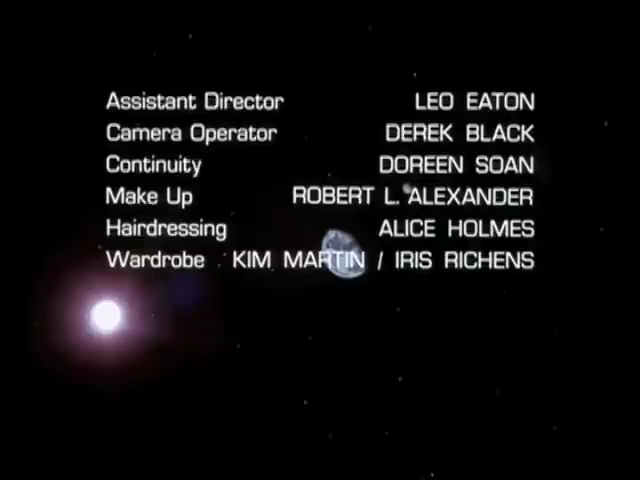 Assistant Director LEO EATON
Camera Operator DEREK BLACK
Continuity DOREEN SOAN
Make Up ROBERT L. ALEXANDER
Hairdressing ALICE HOLMES
Wardrobe KIM MARTIN / IRIS RICHENS